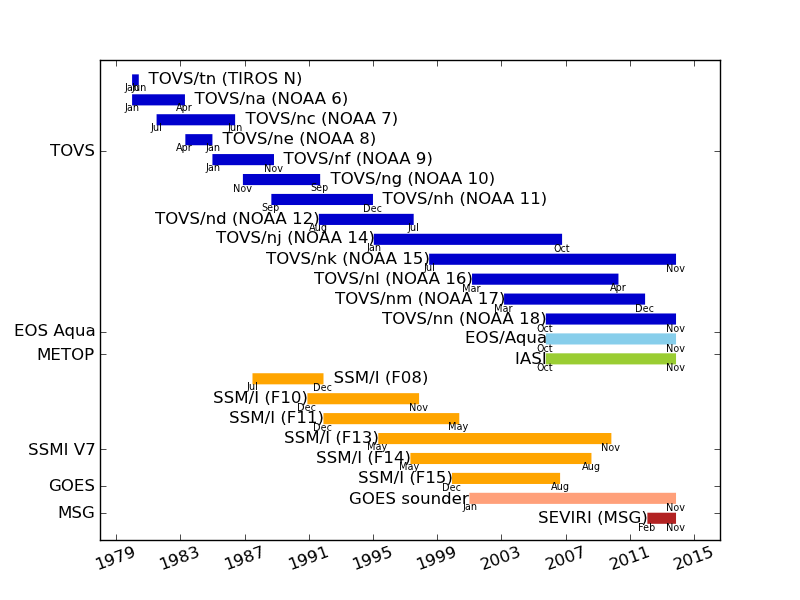 TOVS/tn (TIROS N)
Jan Jun
TOVS/na (NOAA 6)
Jan Apr
TOVS/nc (NOAA 7)
Jul Jun
TOVS/ne (NOAA 8)
Apr Jan
TOVS
TOVS/nf (NOAA 9)
Jan Nov
TOVS/ng (NOAA 10)
Nov Sep
TOVS/nh (NOAA 11)
Sep Dec
TOVS/nd (NOAA 12)
Aug Jul
TOVS/nj (NOAA 14)
Jan Oct
TOVS/nk (NOAA 15)
Jul Nov
TOVS/nl (NOAA 16)
Mar Apr
TOVS/nm (NOAA 17)
Mar Dec
TOVS/nn (NOAA 18)
Oct Nov
EOS Aqua
EOS/Aqua
Oct Nov
METOP
IASI
Oct Nov
SSM/I (F08)
Jul Dec
SSM/I (F10)
Dec Nov
SSM/I (F11)
Dec May
SSM/I (F13)
May Nov
SSMI V7
SSM/I (F14)
May Aug
SSM/I (F15)
Dec Aug
GOES
GOES sounder
Jan Nov
MSG
SEVIRI (MSG)
Feb Nov
1979 1983 1987 1991 1995 1999 2003 2007 2011 2015